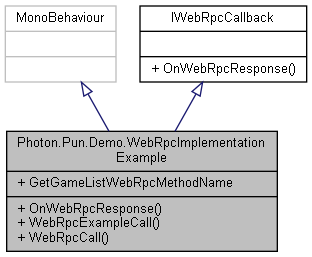 MonoBehaviour
IWebRpcCallback
+ OnWebRpcResponse()
Photon.Pun.Demo.WebRpcImplementation
Example
+ GetGameListWebRpcMethodName
+ OnWebRpcResponse()
+ WebRpcExampleCall()
+ WebRpcCall()